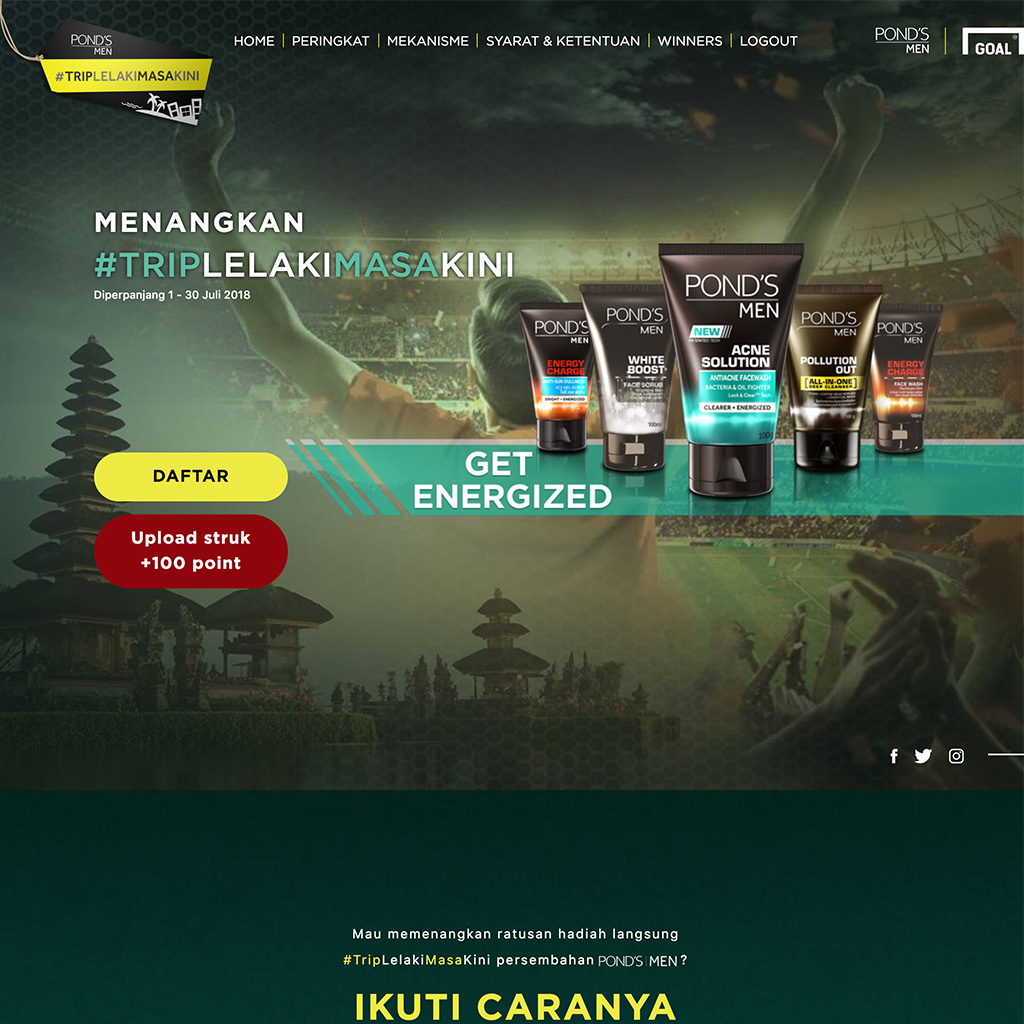 POND'S
MEN
#TRIPLELAKIMASAKINI
HOME | PERINGKAT | MEKANISME | SYARAT & KETENTUAN | WINNERS | LOGOUT
POND'S
MEN
GOAL
MENANGKAN
#TRIPLELAKIMASAKINI
Diperpanjang 1 - 30 Juli 2018
POND'S
MEN
ENERGY
CHARGE
BRIGHT + ENERGIZED
POND'S
MEN
WHITE
BOOST
FACE SCRUB
100ml
POND'S
MEN
NEW
ACNE
SOLUTION
ANTIACNE FACEWASH
BACTERIA & OIL FIGHTER
Lock & Clear™ Tech
CLEARER + ENERGIZED
100g
POND'S
MEN
POLLUTION
OUT
ALL-IN-ONE
DEEP CLEANSER
POND'S
MEN
ENERGY
CHARGE
FACE WASH
100ml
DAFTAR
GET
ENERGIZED
Upload struk
+100 point
Mau memenangkan ratusan hadiah langsung
#TripLelakiMasaKini persembahan POND'S | MEN ?
IKUTI CARANYA